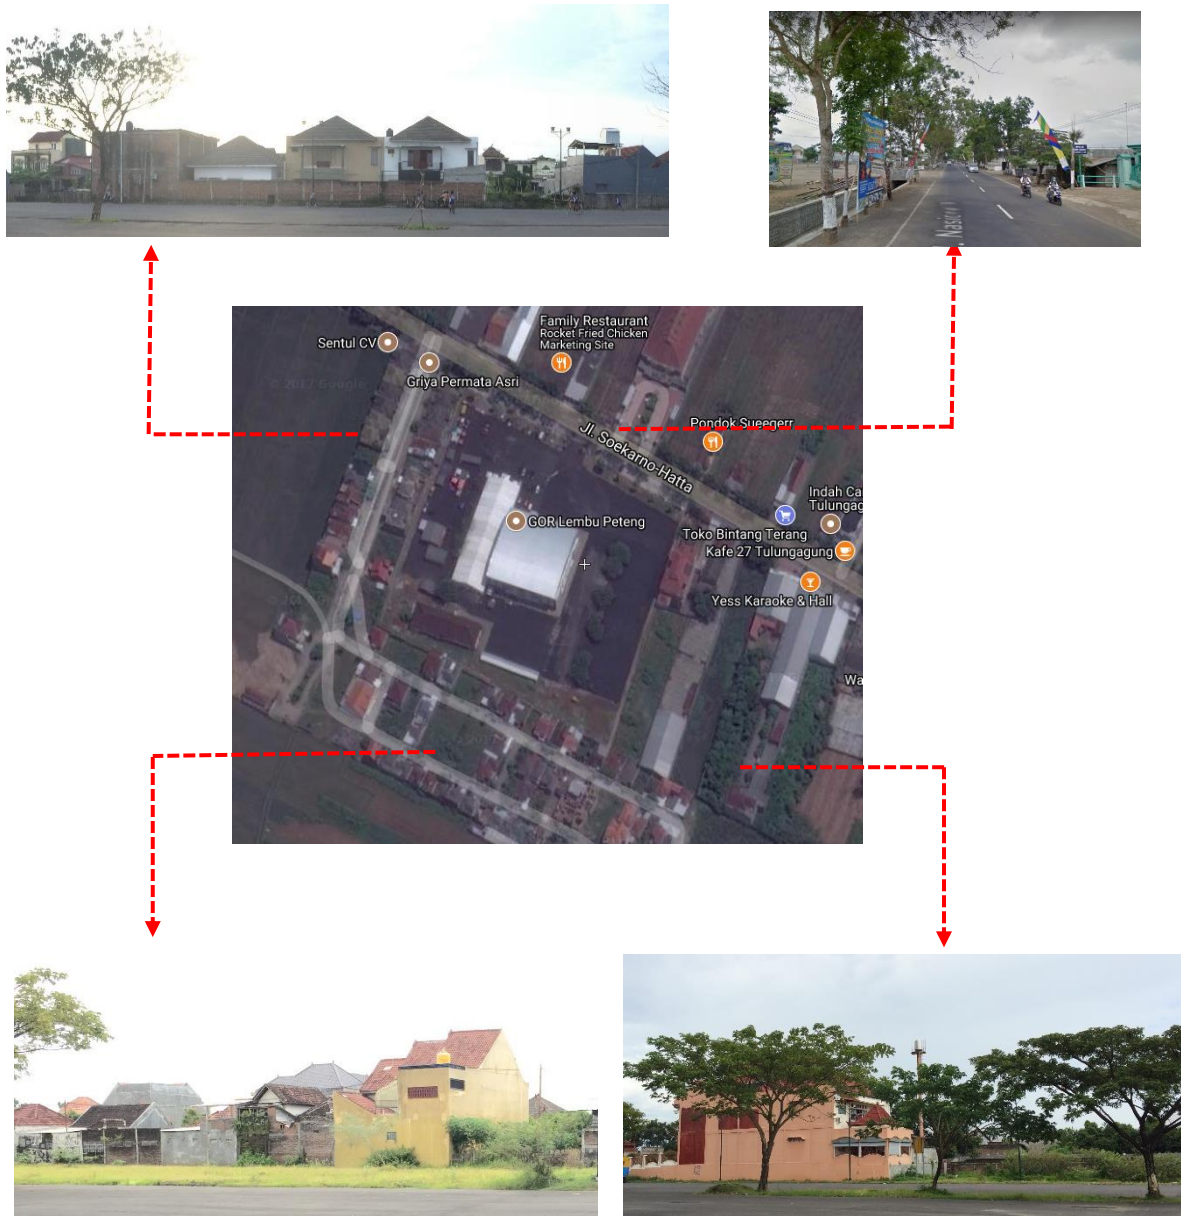 l. Nasion
Family Restaurant
Rocket Fried Chicken
Marketing Site
Sentul CV
© 2017 Google
Griya Permata Asri
Pondok Sueegerr
Jl. Soekarno-Hatta
Indah Ca
Tulungag
GOR Lembu Peteng
Toko Bintang Terang
Kafe 27 Tulungagung
Yess Karaoke & Hall
Wa